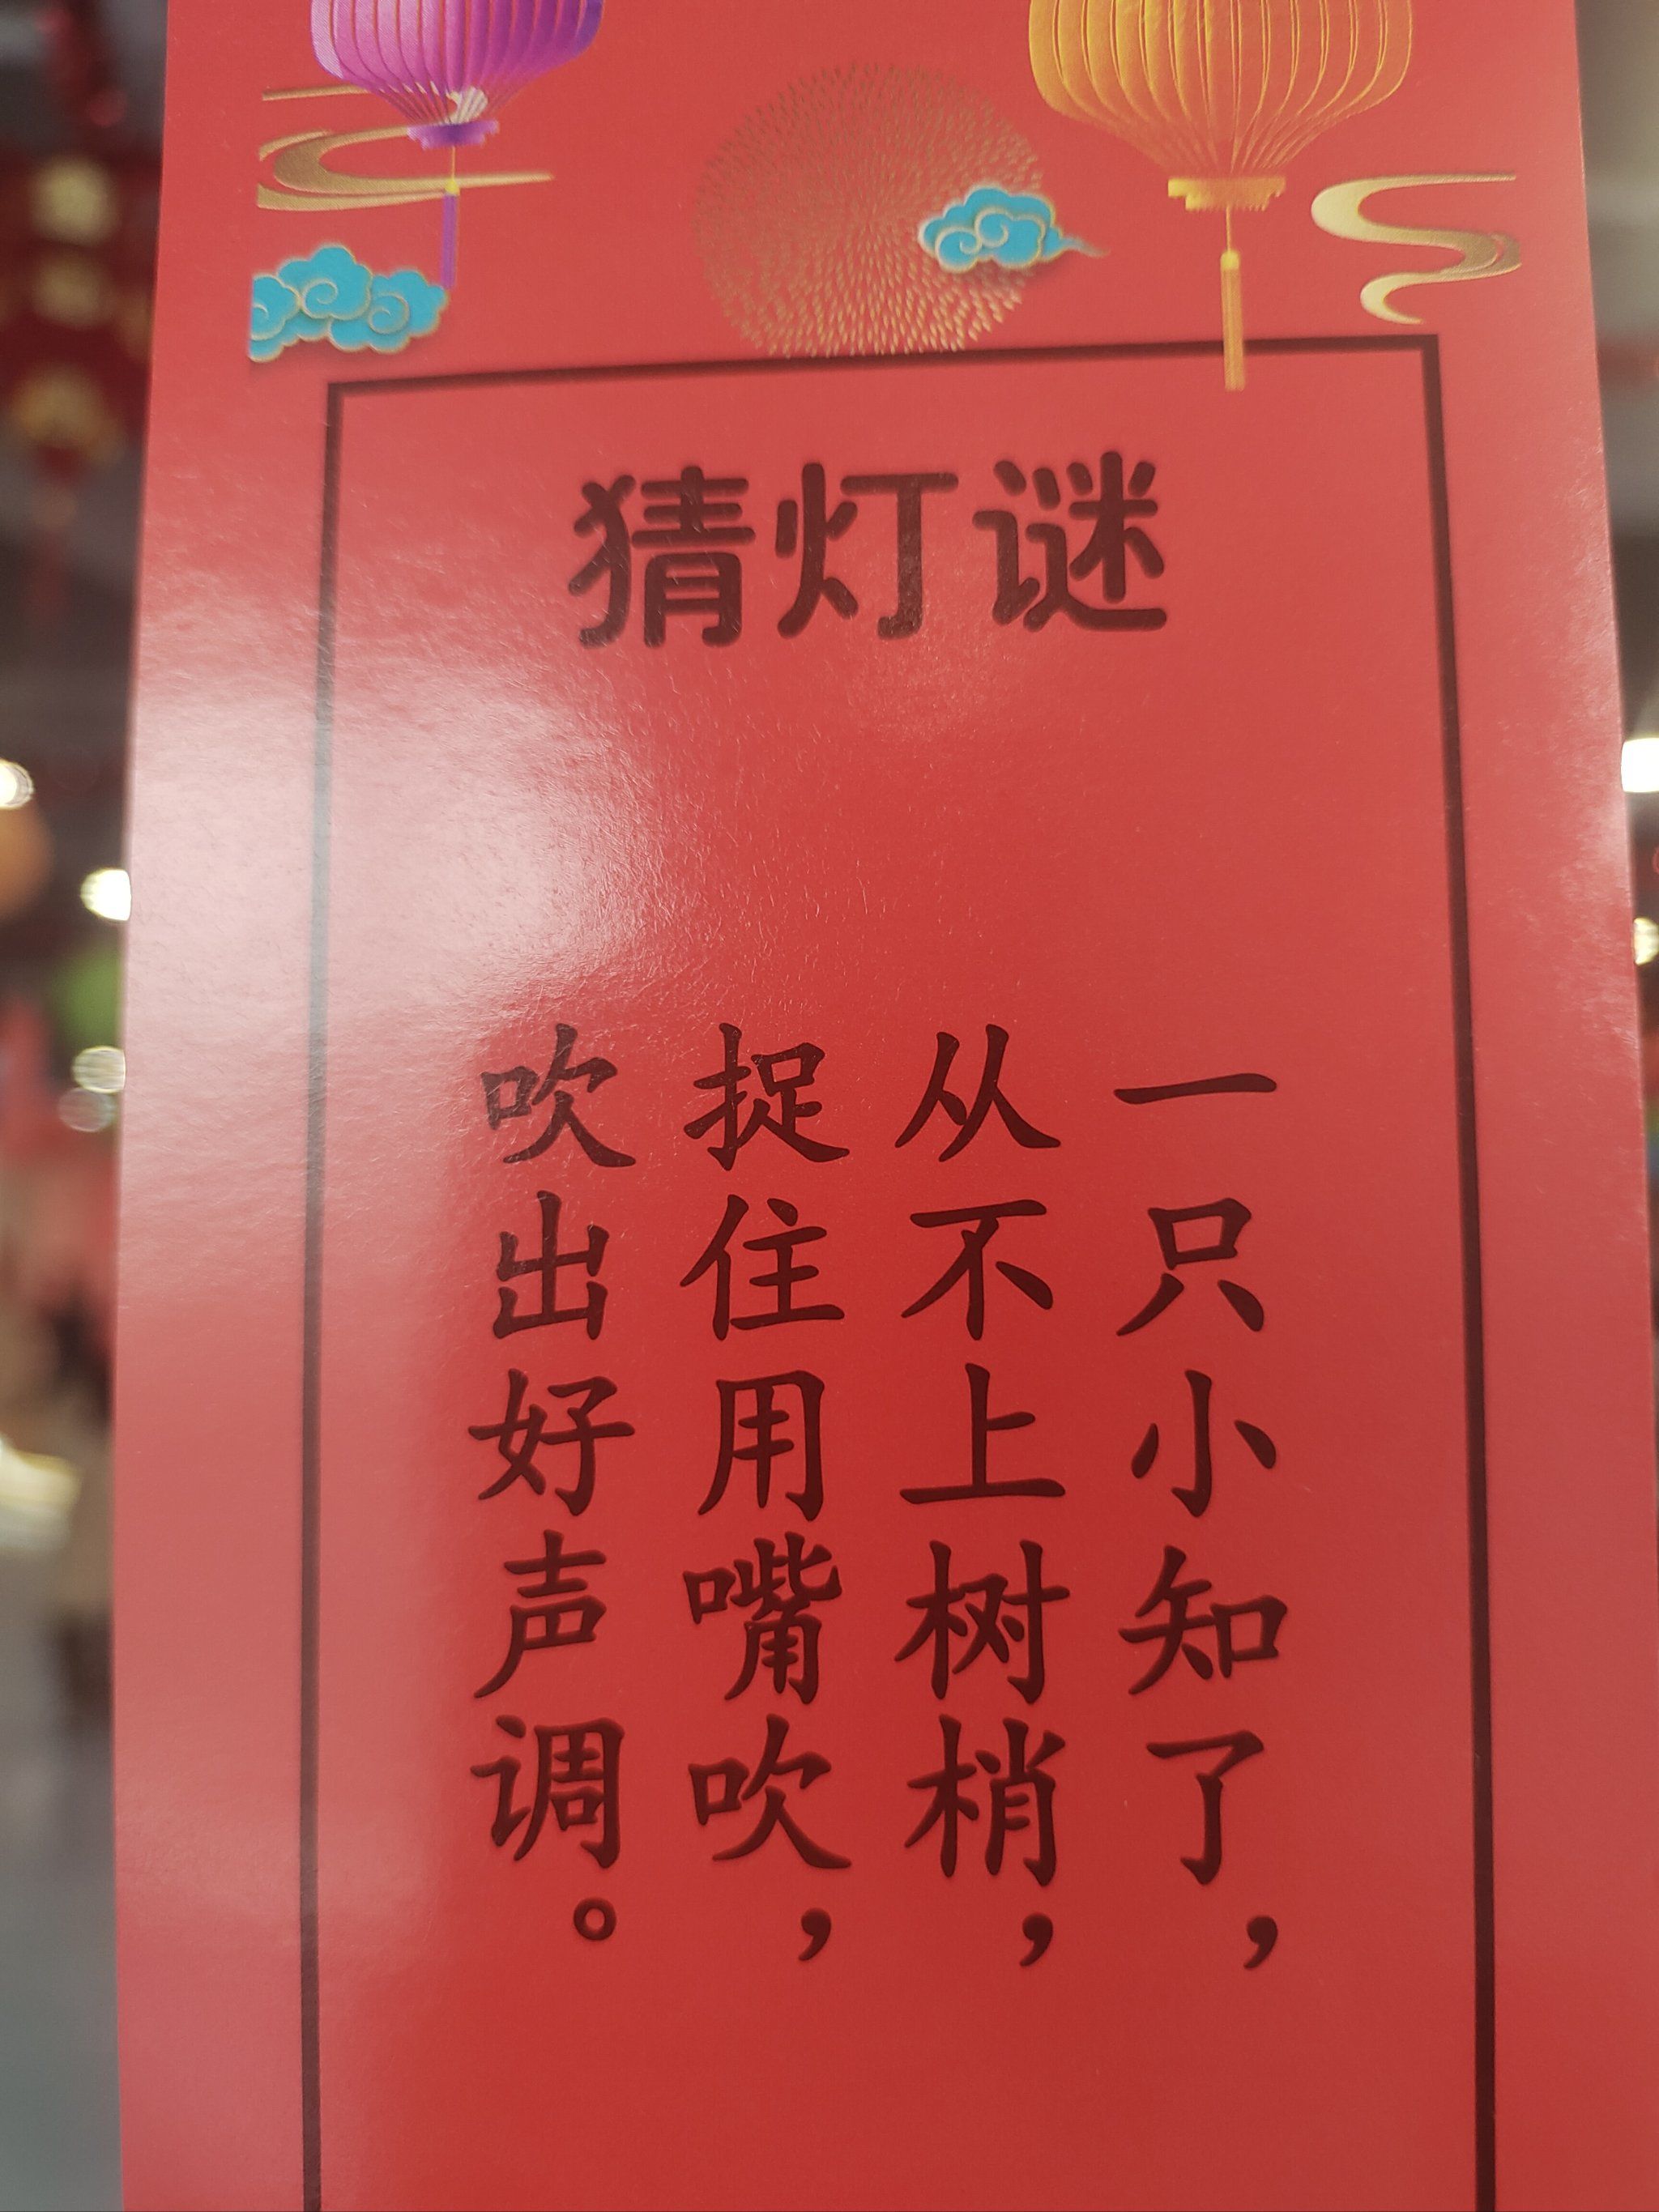 猜灯谜
一只小知了，
从不上树梢，
捉住用嘴吹，
吹出好声调。